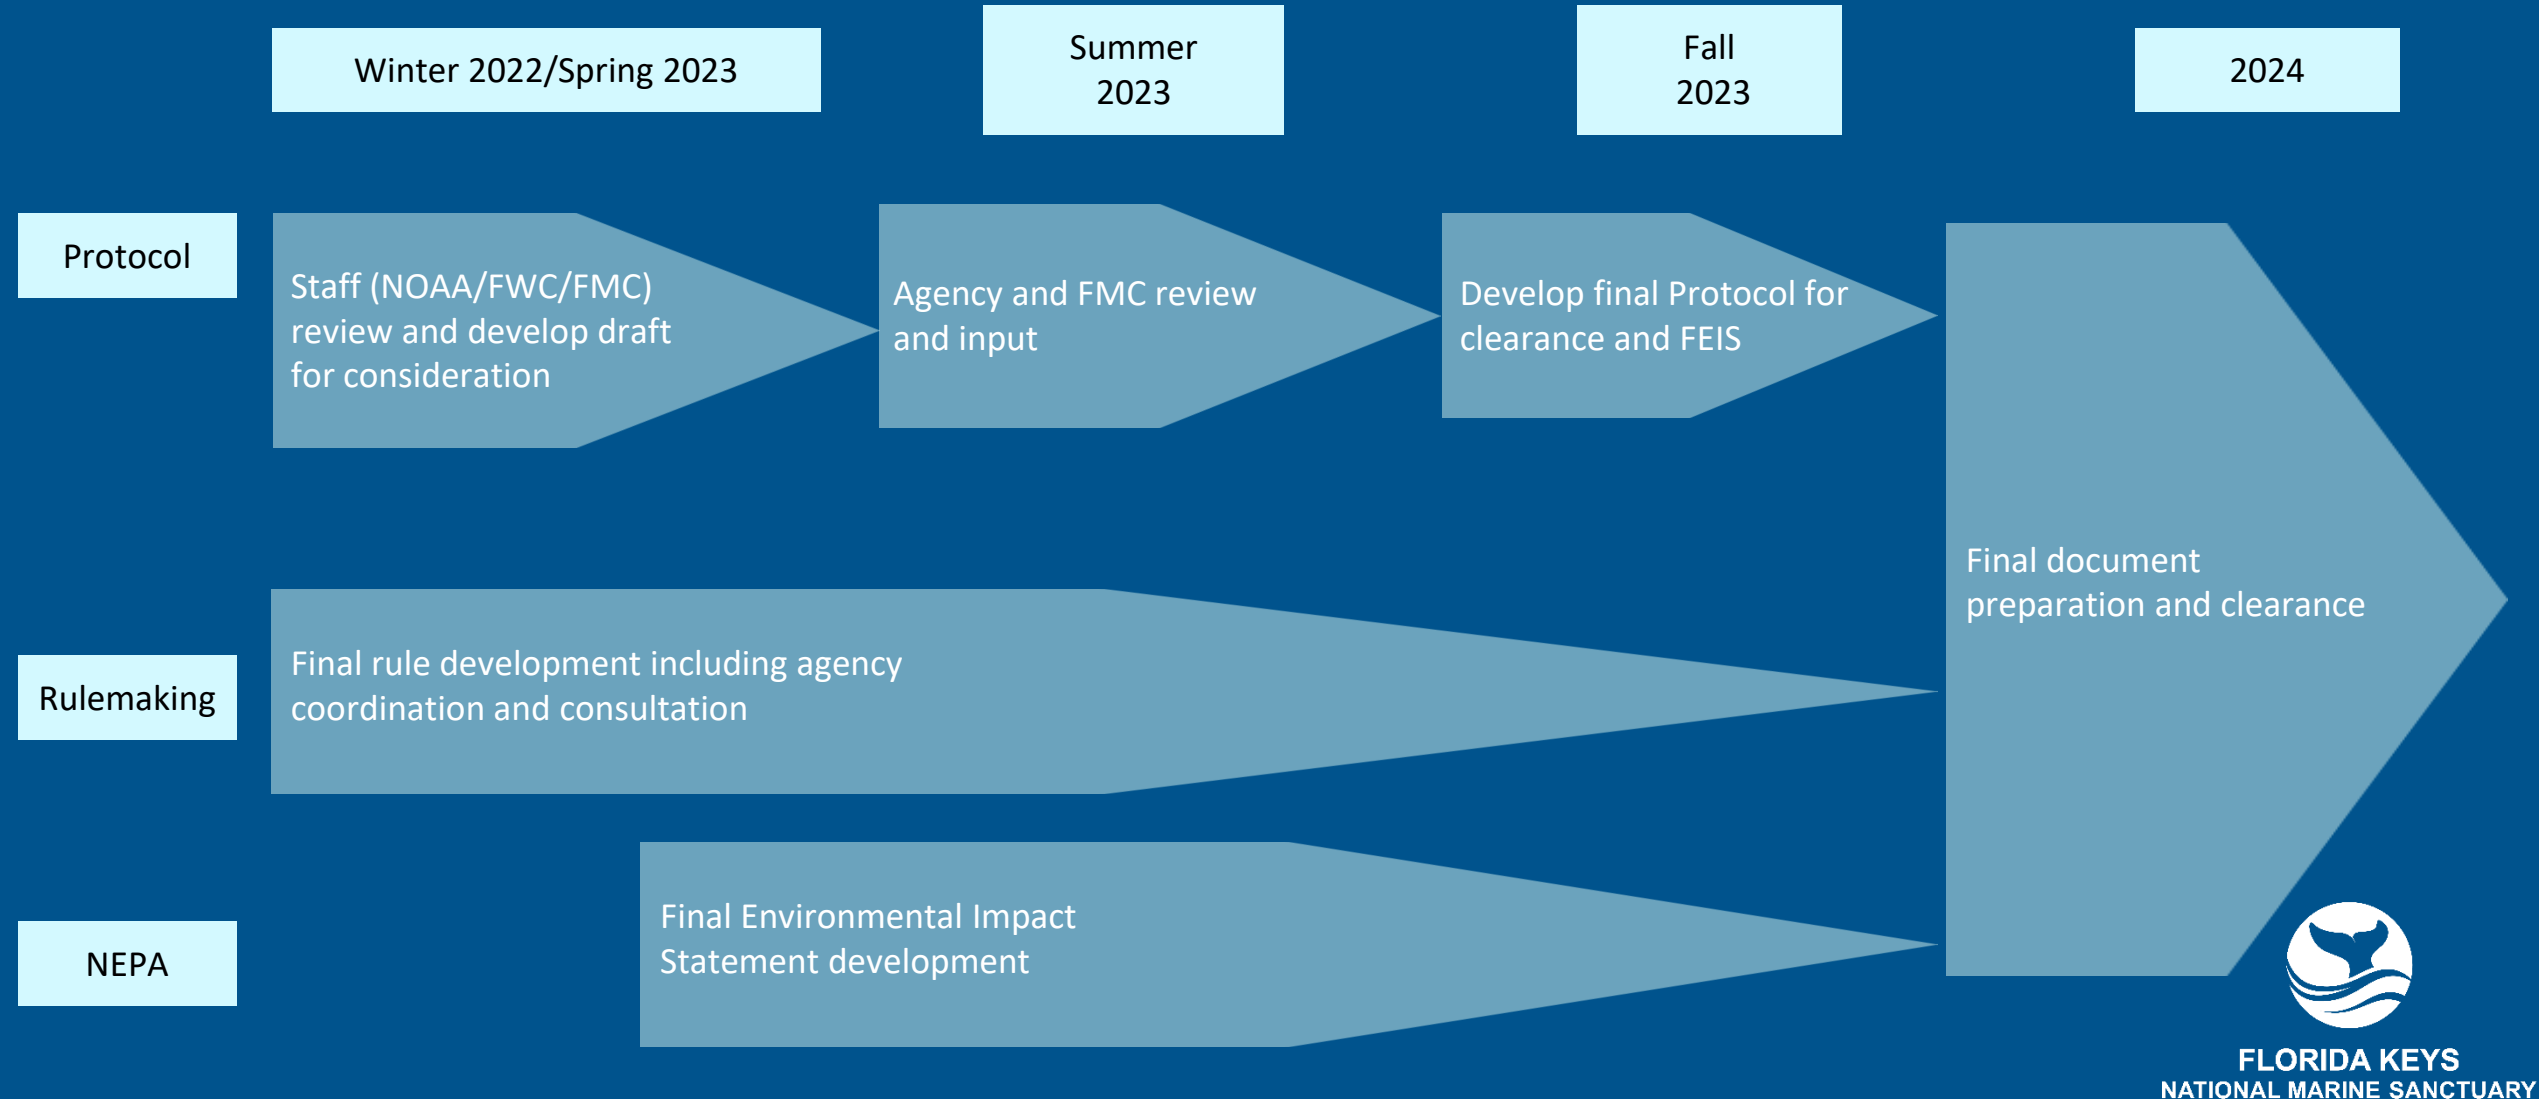 Winter 2022/Spring 2023
Summer
2023
Fall
2023
2024
Protocol
Staff (NOAA/FWC/FMC)
review and develop draft
for consideration
Agency and FMC review
and input
Develop final Protocol for
clearance and FEIS
Final document
preparation and clearance
Rulemaking
Final rule development including agency
coordination and consultation
NEPA
Final Environmental Impact
Statement development
FLORIDA KEYS
NATIONAL MARINE SANCTUARY